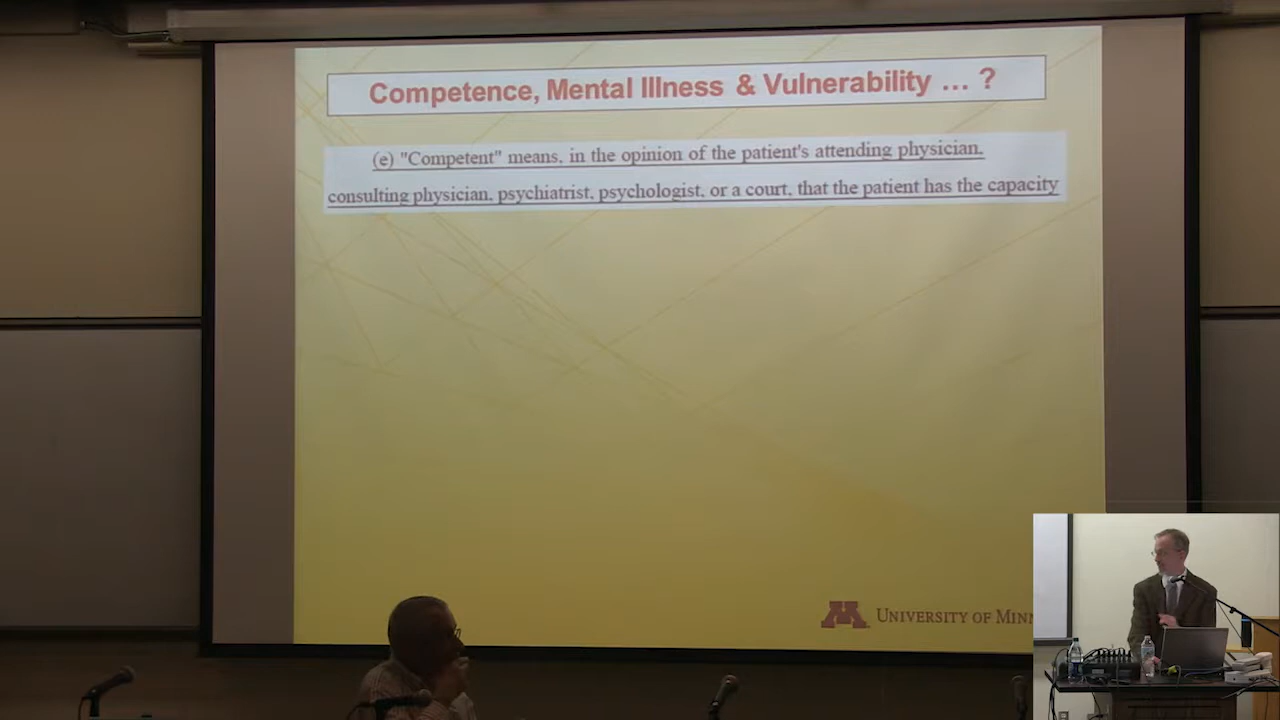 Competence, Mental Illness & Vulnerability ... ?
(e) "Competent" means, in the opinion of the patient's attending physician,
consulting physician, psychiatrist, psychologist, or a court, that the patient has the capacity
M
UNIVERSITY OF MIN